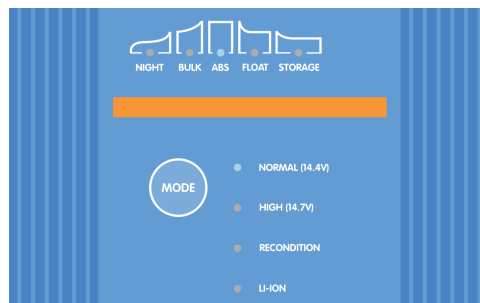 NIGHT BULK ABS FLOAT STORAGE
MODE
NORMAL (14.4V)
HIGH (14.7V)
RECONDITION
LI-ION